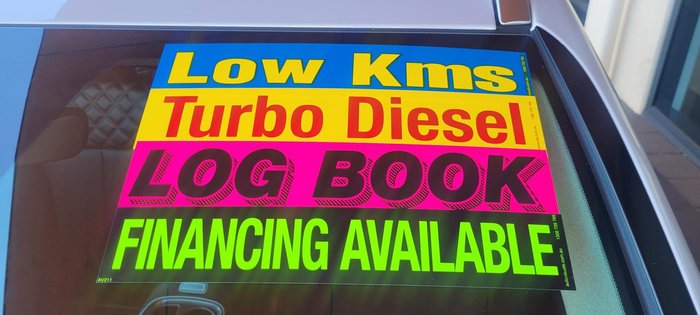 Low Kms
Turbo Diesel
LOG BOOK
FINANCING AVAILABLE